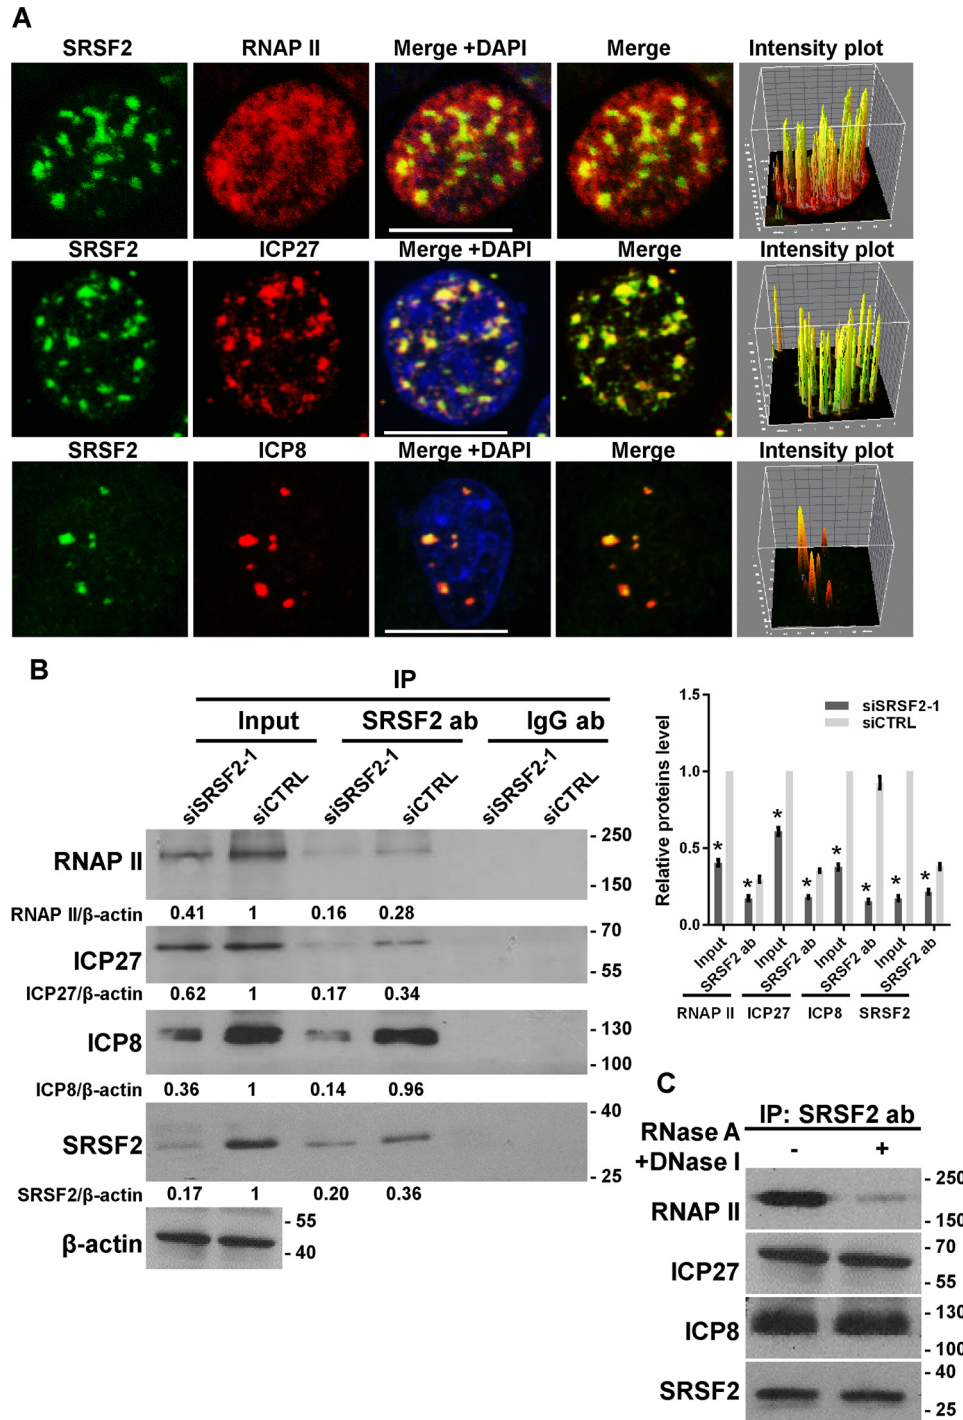 A
SRSF2 RNAP II Merge +DAPI Merge Intensity plot
SRSF2 ICP27 Merge +DAPI Merge Intensity plot
SRSF2 ICP8 Merge +DAPI Merge Intensity plot
B
IP
Input SRSF2 ab IgG ab
siSRSF2-1 siCTRL siSRSF2-1 siCTRL siSRSF2-1 siCTRL
RNAP II
- 250
- 150
RNAP II/β-actin 0.41 1 0.16 0.28
ICP27
- 70
- 55
ICP27/β-actin 0.62 1 0.17 0.34
ICP8
- 130
- 100
ICP8/β-actin 0.36 1 0.14 0.96
SRSF2
- 40
- 25
SRSF2/β-actin 0.17 1 0.20 0.36
β-actin
- 55
- 40
Relative proteins level
1.5
1.0
0.5
0.0
siSRSF2-1
siCTRL
* * * * * * * *
Input SRSF2 ab Input SRSF2 ab Input SRSF2 ab Input SRSF2 ab
RNAP II ICP27 ICP8 SRSF2
C
IP: SRSF2 ab
RNase A
+DNase I - +
RNAP II
- 250
- 150
ICP27
- 70
- 55
ICP8
- 130
- 100
SRSF2
- 40
- 25